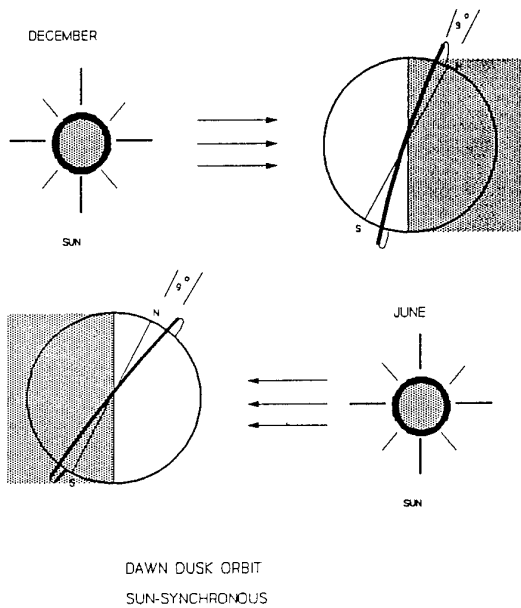 DECEMBER
9°
N
S
SUN
9°
N
JUNE
S
SUN
DAWN DUSK ORBIT
SUN-SYNCHRONOUS